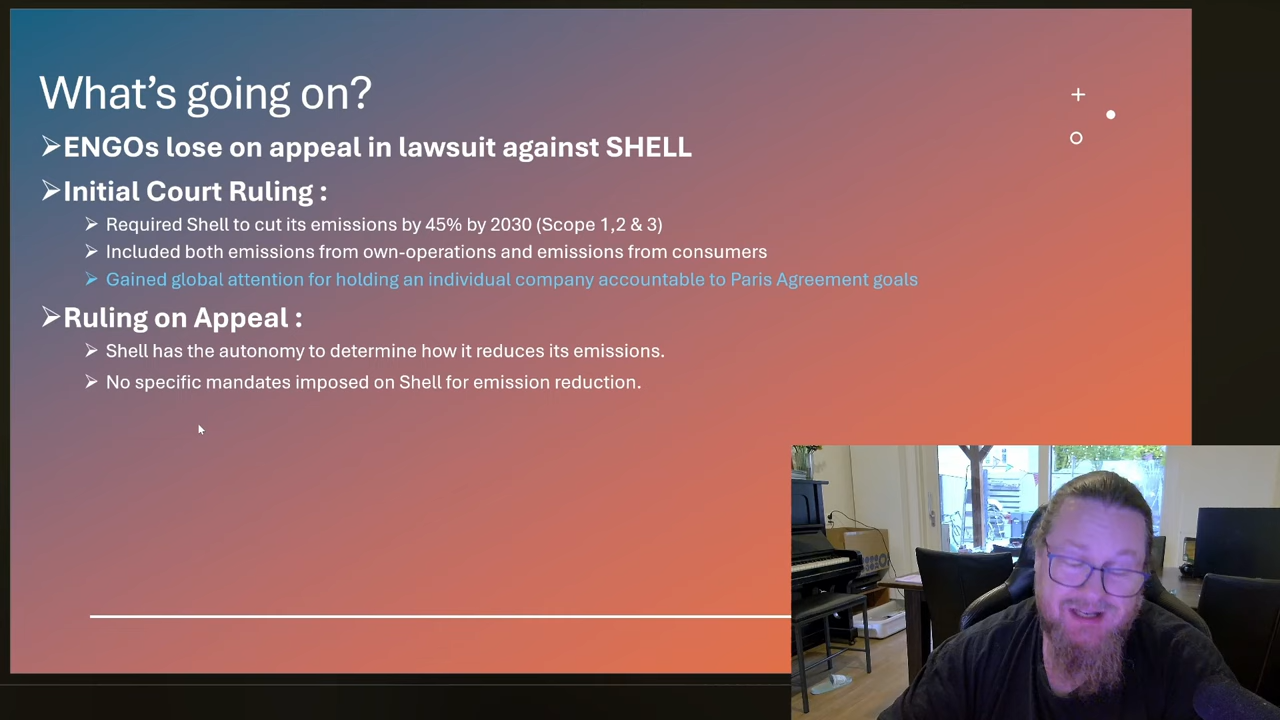 What's going on?
ENGOs lose on appeal in lawsuit against SHELL
Initial Court Ruling :
Required Shell to cut its emissions by 45% by 2030 (Scope 1,2 & 3)
Included both emissions from own-operations and emissions from consumers
Gained global attention for holding an individual company accountable to Paris Agreement goals
Ruling on Appeal :
Shell has the autonomy to determine how it reduces its emissions.
No specific mandates imposed on Shell for emission reduction.